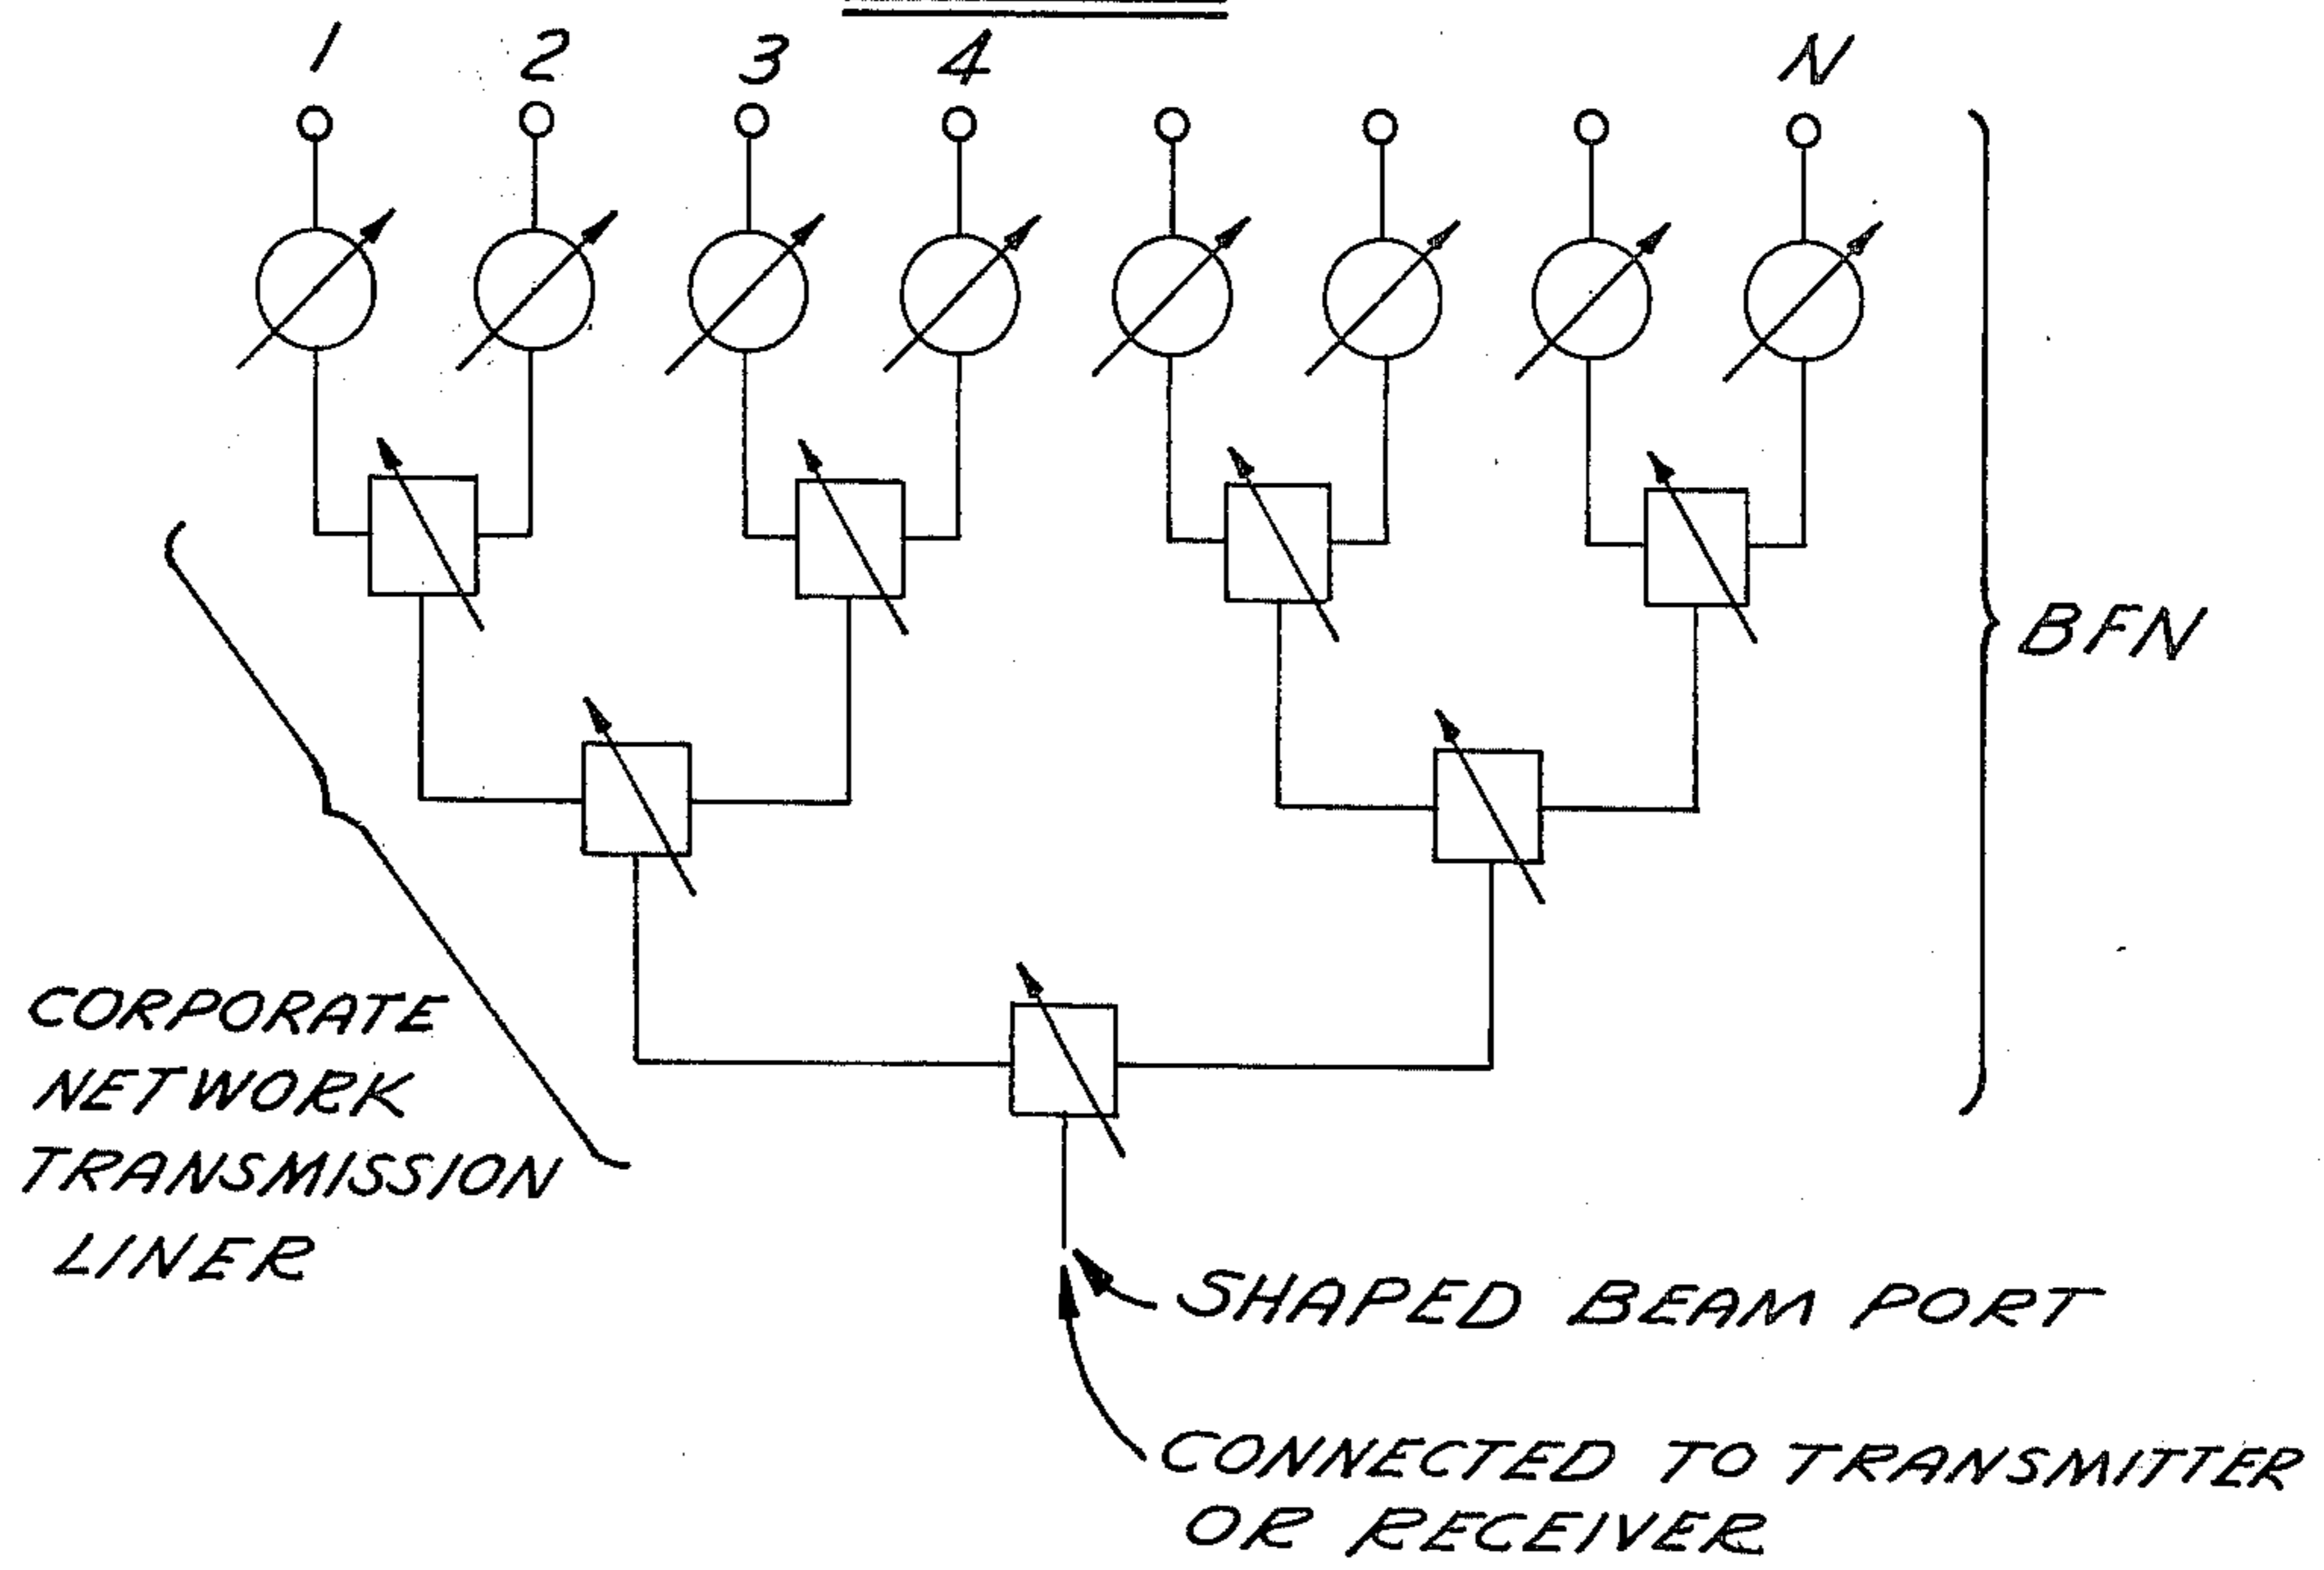 1 2 3 4 N
BFN
CORPORATE
NETWORK
TRANSMISSION
LINER
SHAPED BEAM PORT
CONNECTED TO TRANSMITTER
OR RECEIVER